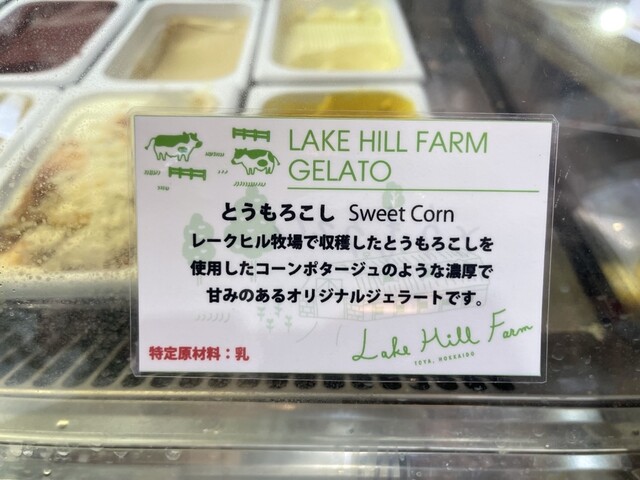 LAKE HILL FARM
GELATO
とうもろこし Sweet Corn
レークヒル牧場で収穫したとうもろこしを
使用したコーンポタージュのような濃厚で
甘みのあるオリジナルジェラートです。
特定原材料：乳
Lake Hill Farm
TOYA, HOKKAIDO